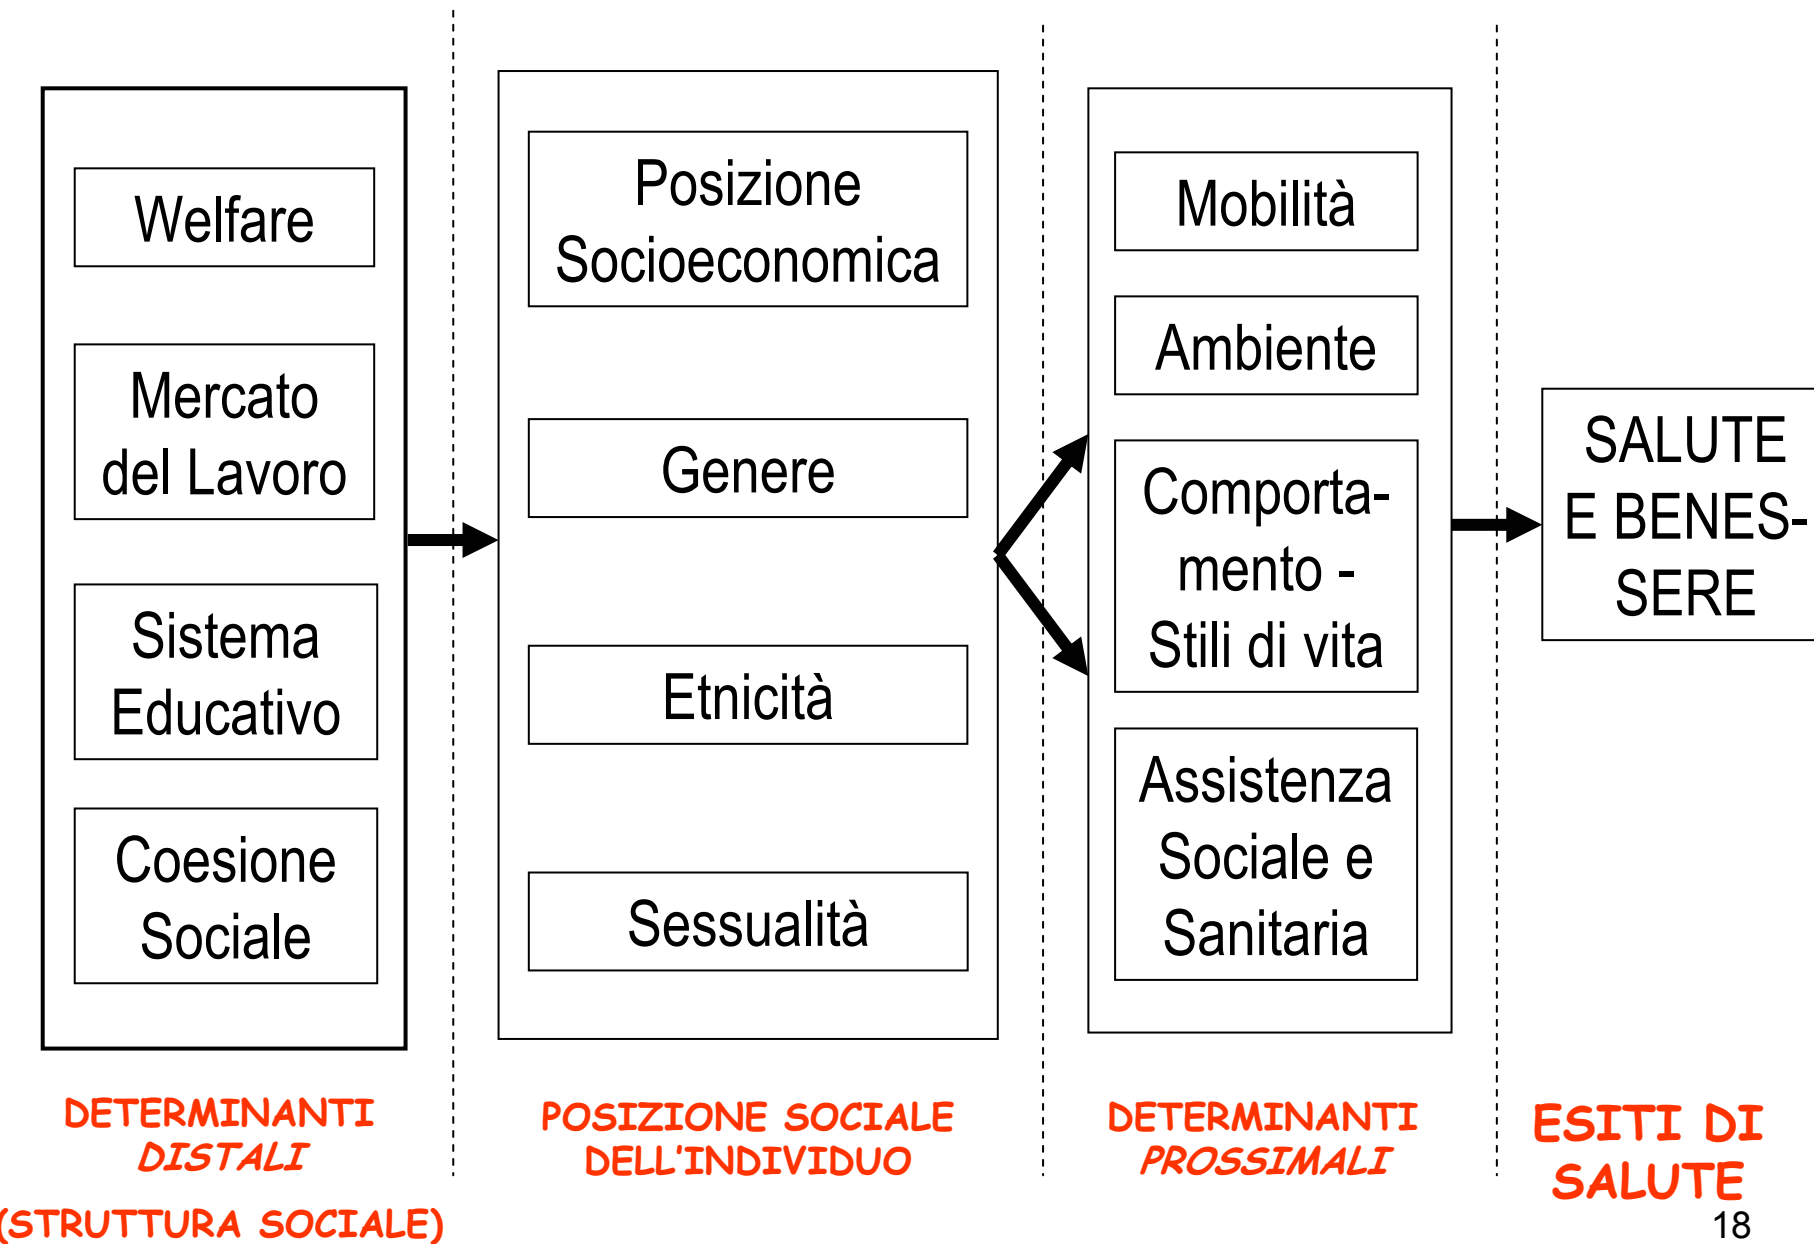 Welfare
Mercato
del Lavoro
Sistema
Educativo
Coesione
Sociale
DETERMINANTI
DISTALI
(STRUTTURA SOCIALE)
Posizione
Socioeconomica
Genere
Etnicità
Sessualità
POSIZIONE SOCIALE
DELL'INDIVIDUO
Mobilità
Ambiente
Comporta-
mento -
Stili di vita
Assistenza
Sociale e
Sanitaria
DETERMINANTI
PROSSIMALI
SALUTE
E BENES-
SERE
ESITI DI
SALUTE
18